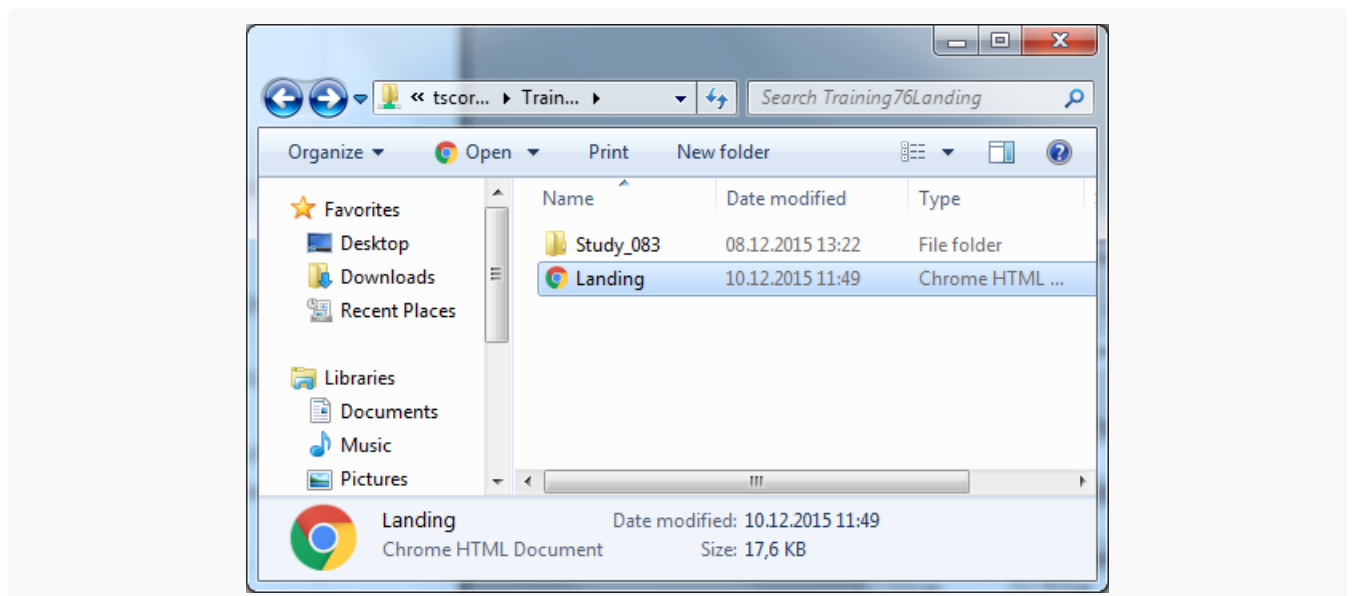 « tscor... Train... Search Training76Landing
Organize Open Print New folder
Name Date modified Type
Favorites
Desktop
Downloads
Recent Places
Libraries
Documents
Music
Pictures
Study_083 08.12.2015 13:22 File folder
Landing 10.12.2015 11:49 Chrome HTML ...
Landing Date modified: 10.12.2015 11:49
Chrome HTML Document Size: 17,6 KB